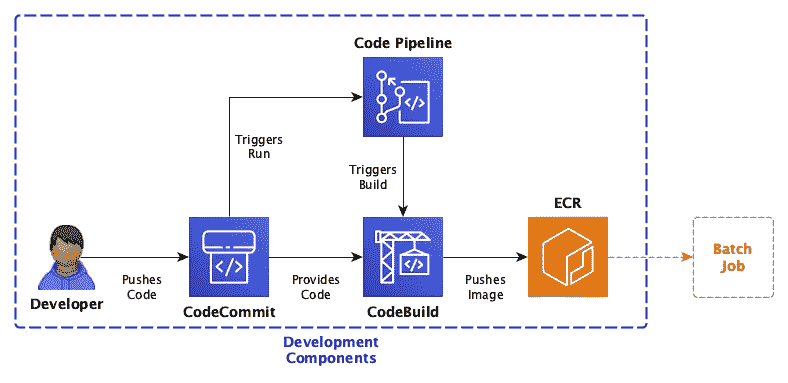 Code Pipeline
Triggers
Run
Triggers
Build
ECR
Batch
Job
Pushes
Code
Provides
Code
Pushes
Image
Developer
CodeCommit
CodeBuild
Development
Components